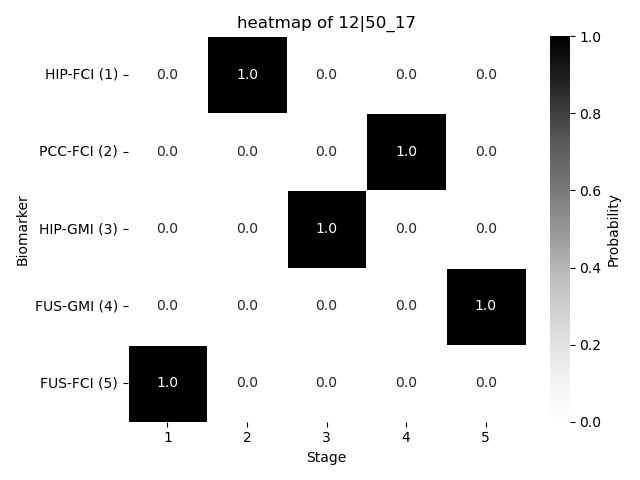 heatmap of 12|50_17
HIP-FCI (1) 0.0 1.0 0.0 0.0 0.0
PCC-FCI (2) 0.0 0.0 0.0 1.0 0.0
HIP-GMI (3) 0.0 0.0 1.0 0.0 0.0
FUS-GMI (4) 0.0 0.0 0.0 0.0 1.0
FUS-FCI (5) 1.0 0.0 0.0 0.0 0.0
1 2 3 4 5
Stage
Biomarker
1.0
0.8
0.6
0.4
0.2
0.0
Probability